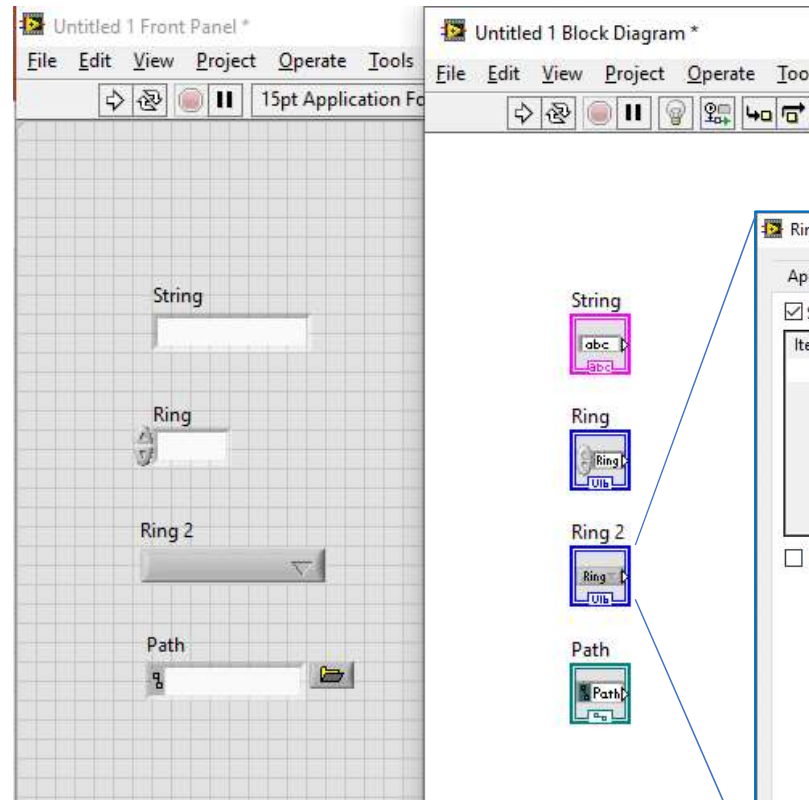 Untitled 1 Front Panel *
File Edit View Project Operate Tools
15pt Application Fo
String
Ring
Ring 2
Path
Untitled 1 Block Diagram *
File Edit View Project Operate Too
String
abc
abc
Ring
Ring
U16
Ring 2
Ring
U16
Path
Path
Rin
Ap
S
Ite